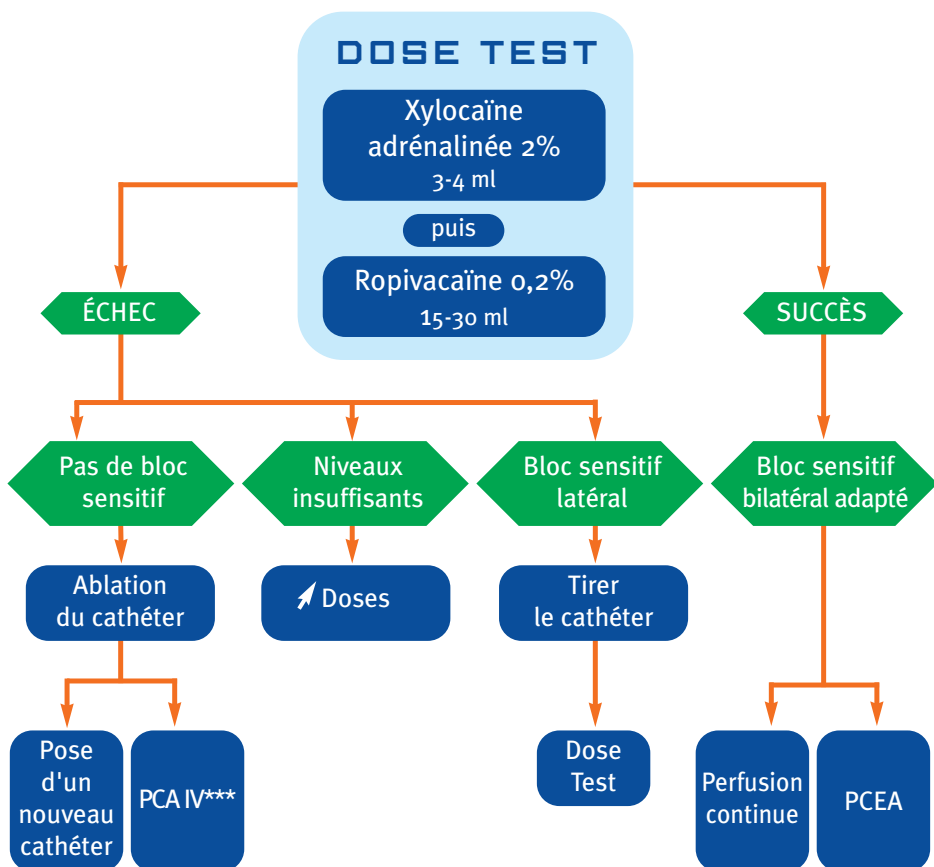 DOSE TEST
Xylocaïne
adrénalinée 2%
3-4 ml
puis
Ropivacaïne 0,2%
15-30 ml
ÉCHEC
SUCCÈS
Pas de bloc
sensitif
Niveaux
insuffisants
Bloc sensitif
latéral
Bloc sensitif
bilatéral adapté
Ablation
du cathéter
Doses
Tirer
le cathéter
Pose
d'un
nouveau
cathéter
PCA IV***
Dose
Test
Perfusion
continue
PCEA